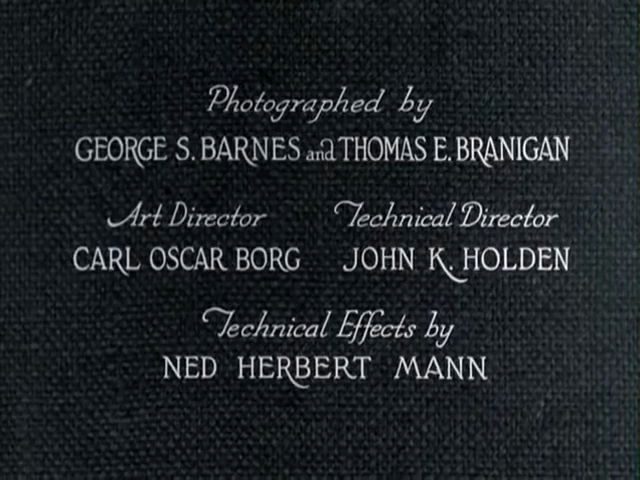 Photographed by
GEORGE S. BARNES and THOMAS E. BRANIGAN
Art Director Technical Director
CARL OSCAR BORG JOHN K. HOLDEN
Technical Effects by
NED HERBERT MANN